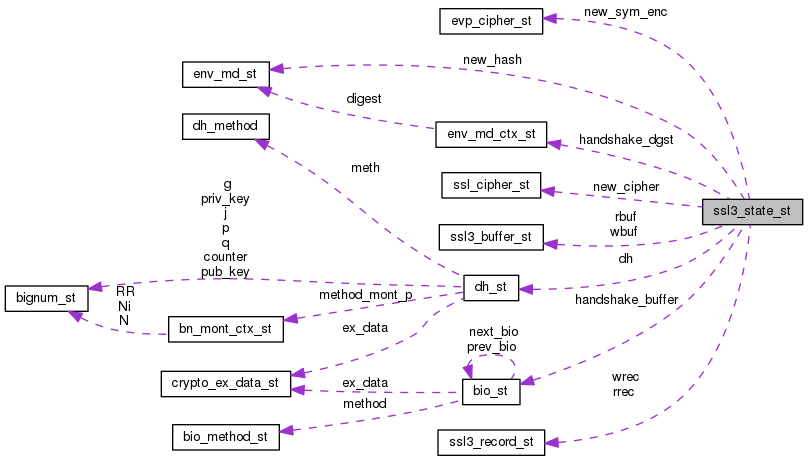 evp_cipher_st
new_sym_enc
new_hash
env_md_st
digest
dh_method
env_md_ctx_st
handshake_dgst
meth
ssl_cipher_st
new_cipher
g
priv_key
j
p
q
counter
pub_key
ssl3_state_st
rbuf
wbuf
ssl3_buffer_st
dh
dh_st
bignum_st
RR
Ni
N
method_mont_p
handshake_buffer
bn_mont_ctx_st
ex_data
next_bio
prev_bio
crypto_ex_data_st
ex_data
bio_st
wrec
rrec
method
bio_method_st
ssl3_record_st